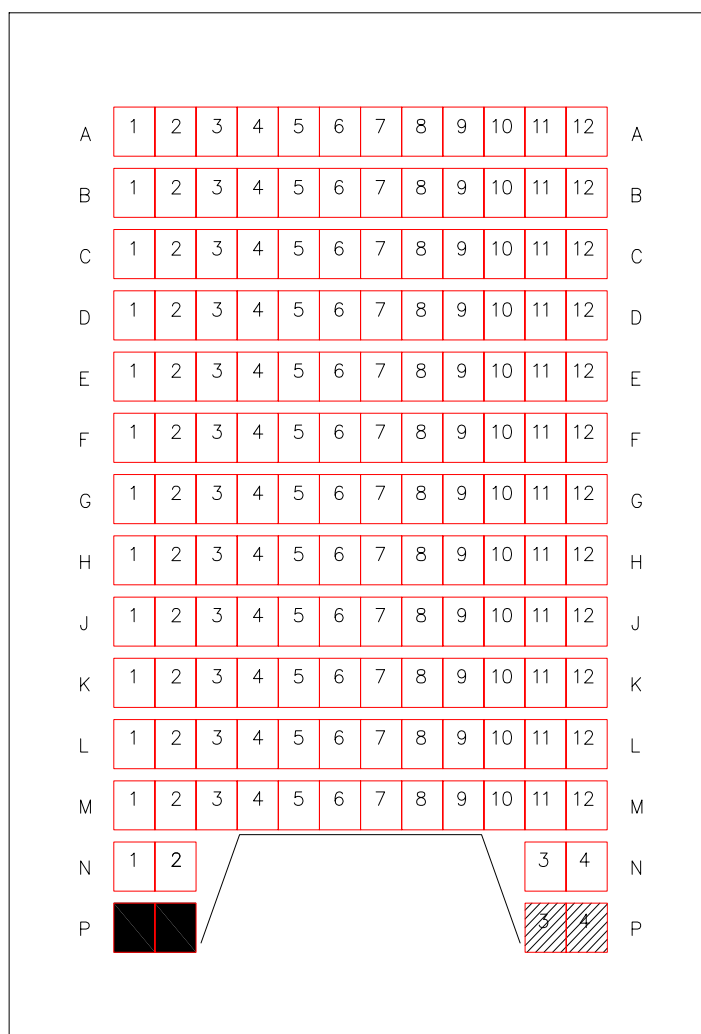 A 1 2 3 4 5 6 7 8 9 10 11 12 A
B 1 2 3 4 5 6 7 8 9 10 11 12 B
C 1 2 3 4 5 6 7 8 9 10 11 12 C
D 1 2 3 4 5 6 7 8 9 10 11 12 D
E 1 2 3 4 5 6 7 8 9 10 11 12 E
F 1 2 3 4 5 6 7 8 9 10 11 12 F
G 1 2 3 4 5 6 7 8 9 10 11 12 G
H 1 2 3 4 5 6 7 8 9 10 11 12 H
J 1 2 3 4 5 6 7 8 9 10 11 12 J
K 1 2 3 4 5 6 7 8 9 10 11 12 K
L 1 2 3 4 5 6 7 8 9 10 11 12 L
M 1 2 3 4 5 6 7 8 9 10 11 12 M
N 1 2 3 4 N
P 3 4 P